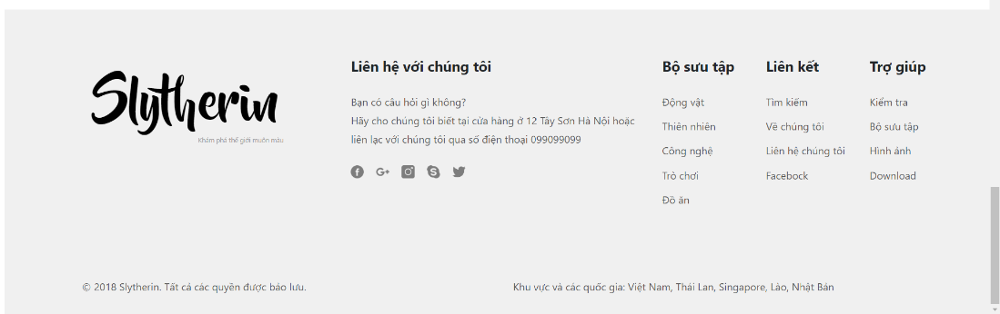 Slytherin
Khám phá thế giới muôn màu
Liên hệ với chúng tôi
Bạn có câu hỏi gì không?
Hãy cho chúng tôi biết tại cửa hàng ở 12 Tây Sơn Hà Nội hoặc
liên lạc với chúng tôi qua số điện thoại 099099099
Bộ sưu tập
Động vật
Thiên nhiên
Công nghệ
Trò chơi
Đồ ăn
Liên kết
Tìm kiếm
Về chúng tôi
Liên hệ chúng tôi
Facebock
Trợ giúp
Kiểm tra
Bộ sưu tập
Hình ảnh
Download
© 2018 Slytherin. Tất cả các quyền được bảo lưu.
Khu vực và các quốc gia: Việt Nam, Thái Lan, Singapore, Lào, Nhật Bản